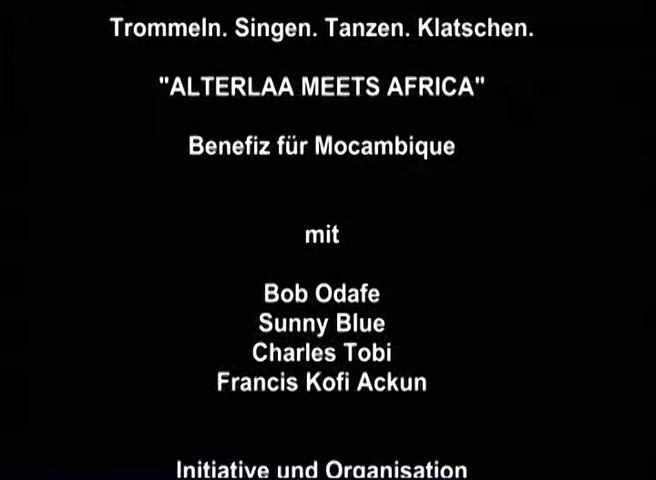 Trommeln. Singen. Tanzen. Klatschen.
"ALTERLAA MEETS AFRICA"
Benefiz für Mocambique
mit
Bob Odafe
Sunny Blue
Charles Tobi
Francis Kofi Ackun
Initiative und Organisation